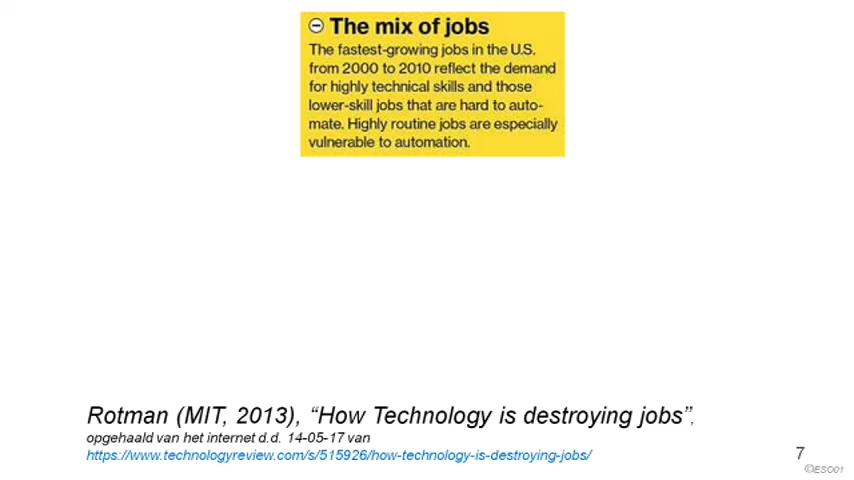 The mix of jobs
The fastest-growing jobs in the U.S.
from 2000 to 2010 reflect the demand
for highly technical skills and those
lower-skill jobs that are hard to auto-
mate. Highly routine jobs are especially
vulnerable to automation.
Rotman (MIT, 2013), “How Technology is destroying jobs”,
opgehaald van het internet d.d. 14-05-17 van
https://www.technologyreview.com/s/515926/how-technology-is-destroying-jobs/
7
©ESO01